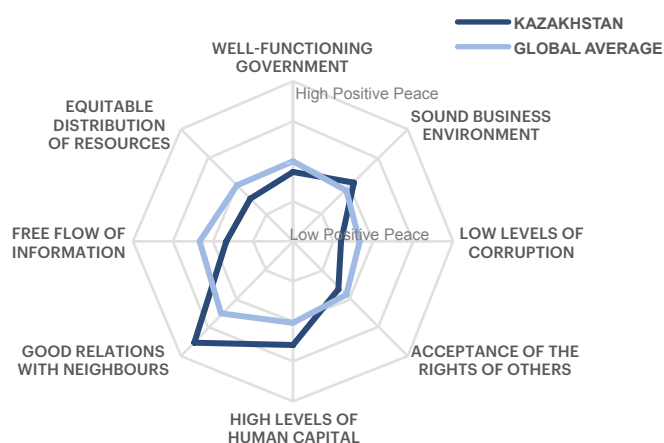 KAZAKHSTAN
GLOBAL AVERAGE
WELL-FUNCTIONING
GOVERNMENT
High Positive Peace
EQUITABLE
DISTRIBUTION
OF RESOURCES
SOUND BUSINESS
ENVIRONMENT
FREE FLOW OF
INFORMATION
Low Positive Peace
LOW LEVELS OF
CORRUPTION
GOOD RELATIONS
WITH NEIGHBOURS
ACCEPTANCE OF THE
RIGHTS OF OTHERS
HIGH LEVELS OF
HUMAN CAPITAL